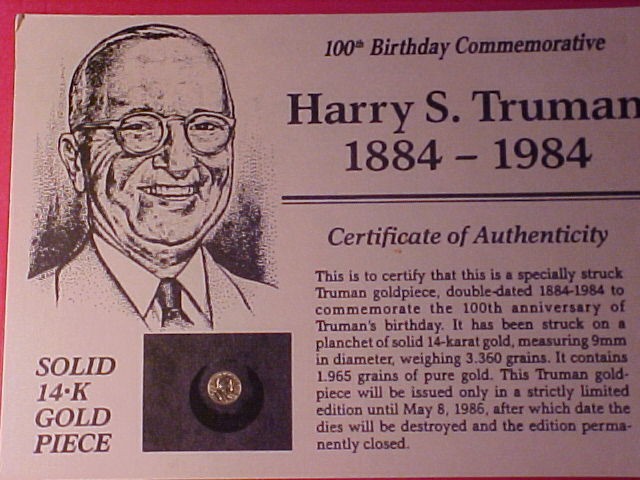 100th Birthday Commemorative
Harry S. Truman
1884 – 1984
Certificate of Authenticity
This is to certify that this is a specially struck
Truman goldpiece, double-dated 1884-1984 to
commemorate the 100th anniversary of
Truman's birthday. It has been struck on a
planchet of solid 14-karat gold, measuring 9mm
in diameter, weighing 3.360 grains. It contains
1.965 grains of pure gold. This Truman gold-
piece will be issued only in a strictly limited
edition until May 8, 1986, after which date the
dies will be destroyed and the edition perma-
nently closed.
SOLID
14·K
GOLD
PIECE